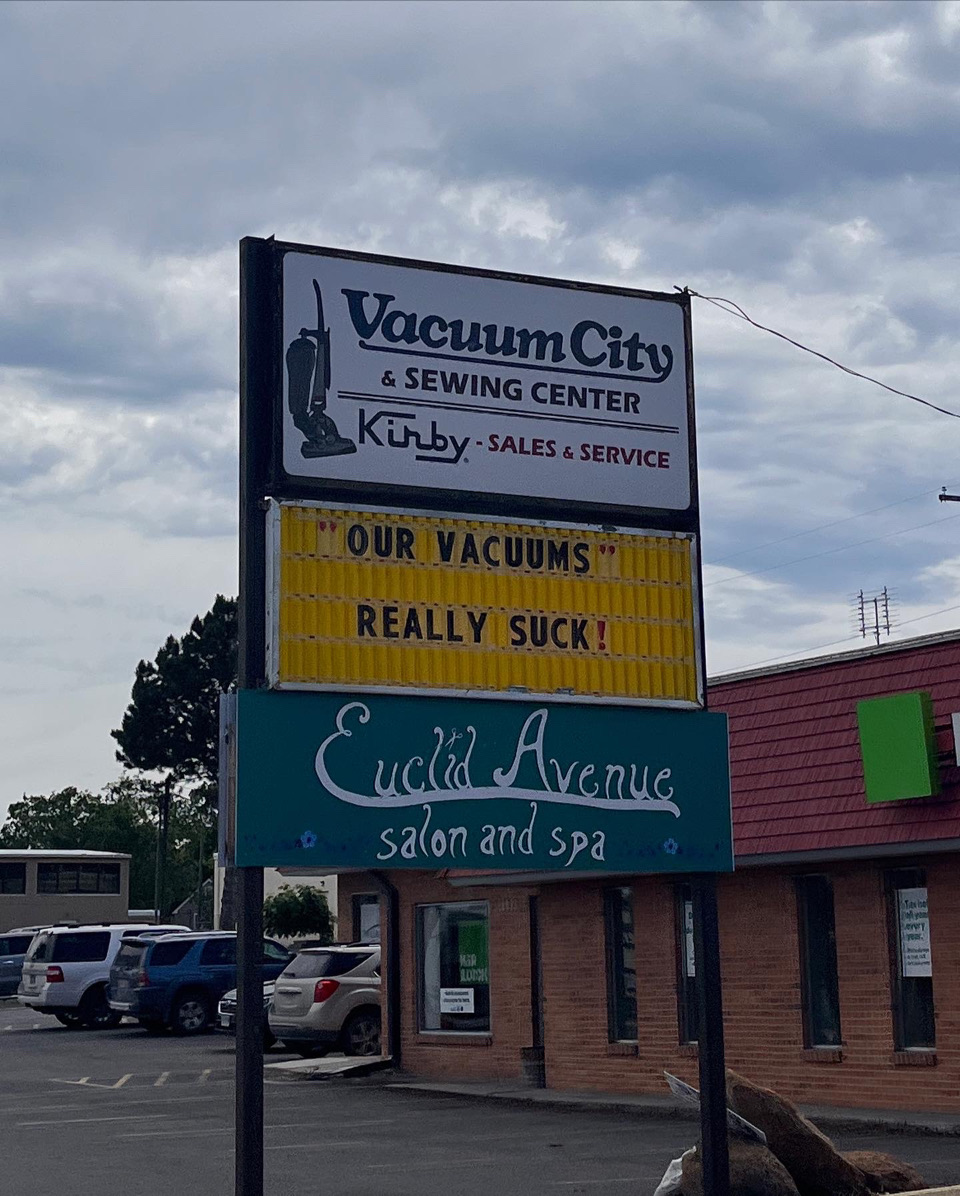 Vacuum City
& SEWING CENTER
Kirby® - SALES & SERVICE
"OUR VACUUMS"
REALLY SUCK!
Euclid Avenue
salon and spa